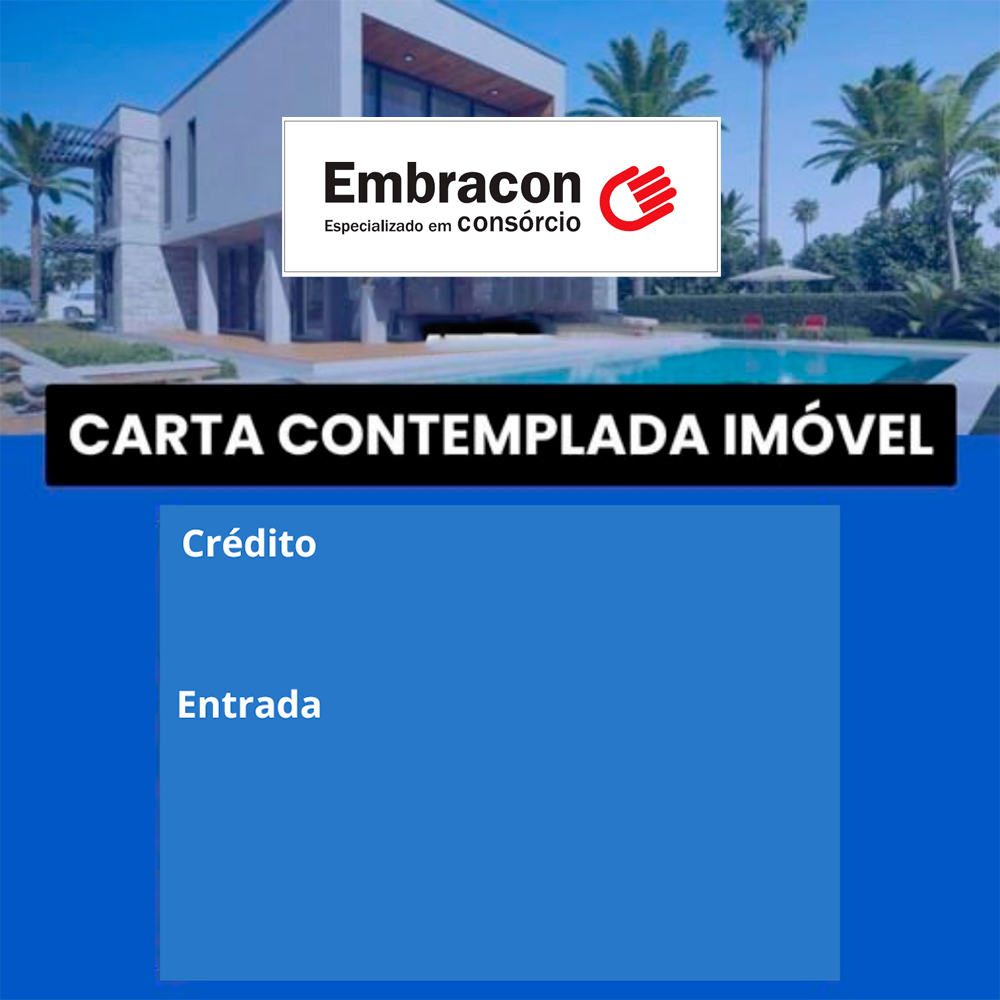 Embracon
Especializado em consórcio
CARTA CONTEMPLADA IMÓVEL
Crédito
Entrada